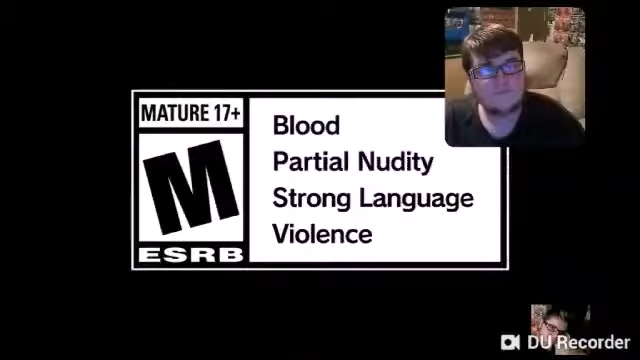 MATURE 17+
M
ESRB
Blood
Partial Nudity
Strong Language
Violence
DU Recorder